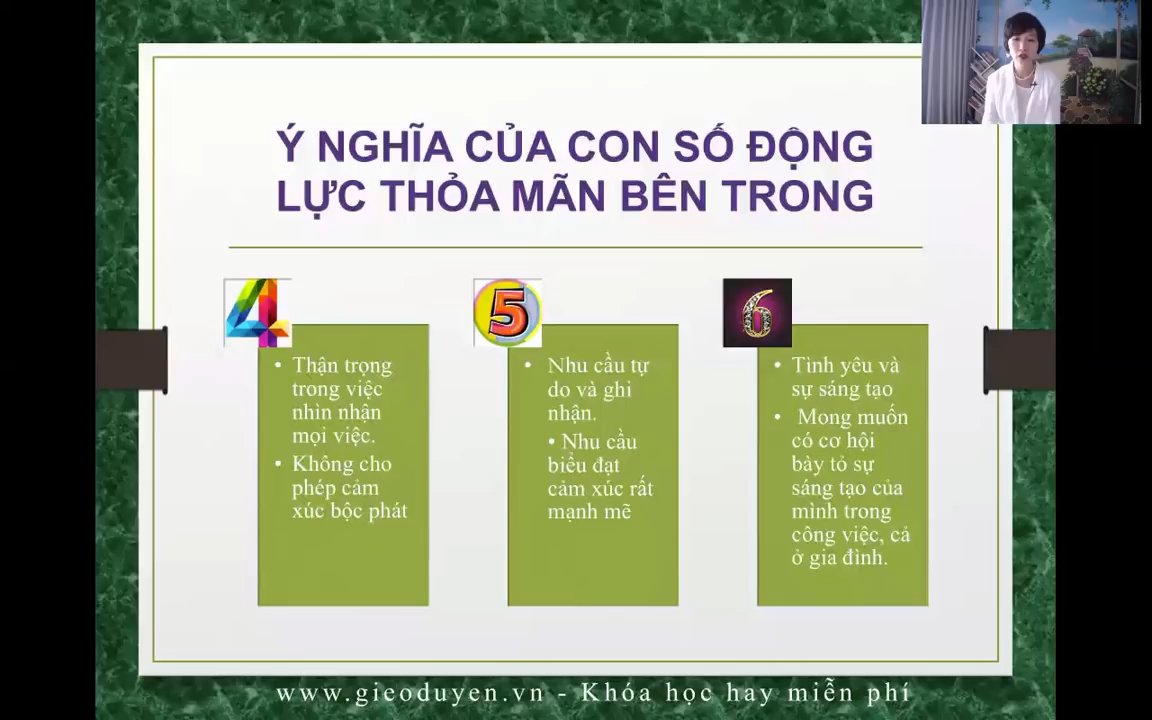 Ý NGHĨA CỦA CON SỐ ĐỘNG
LỰC THỎA MÃN BÊN TRONG
4
• Thận trọng
trong việc
nhìn nhận
mọi việc.
• Không cho
phép cảm
xúc bộc phát
5
• Nhu cầu tự
do và ghi
nhận.
• Nhu cầu
biểu đạt
cảm xúc rất
mạnh mẽ
6
• Tình yêu và
sự sáng tạo
• Mong muốn
có cơ hội
bày tỏ sự
sáng tạo của
mình trong
công việc, cả
ở gia đình.
www.gieoduyen.vn - Khóa học hay miễn phí